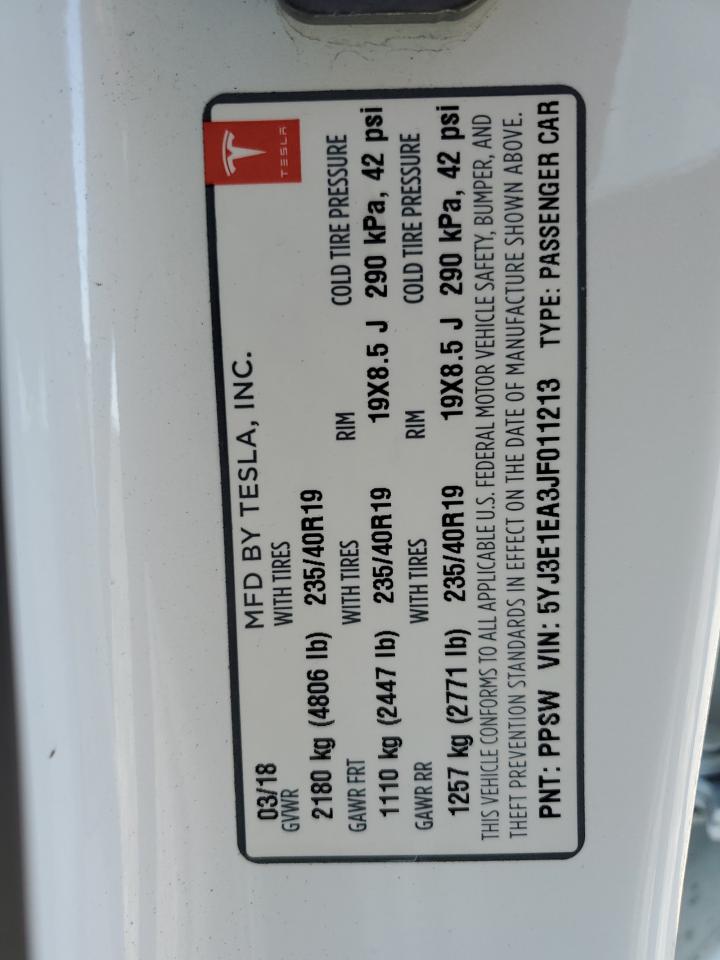 03/18 MFD BY TESLA, INC. TESLA
GVWR WITH TIRES
2180 kg (4806 lb) 235/40R19
GAWR FRT WITH TIRES RIM COLD TIRE PRESSURE
1110 kg (2447 lb) 235/40R19 19X8.5 J 290 kPa, 42 psi
GAWR RR WITH TIRES RIM COLD TIRE PRESSURE
1257 kg (2771 lb) 235/40R19 19X8.5 J 290 kPa, 42 psi
THIS VEHICLE CONFORMS TO ALL APPLICABLE U.S. FEDERAL MOTOR VEHICLE SAFETY, BUMPER, AND
THEFT PREVENTION STANDARDS IN EFFECT ON THE DATE OF MANUFACTURE SHOWN ABOVE.
PNT: PPSW VIN: 5YJ3E1EA3JF011213 TYPE: PASSENGER CAR